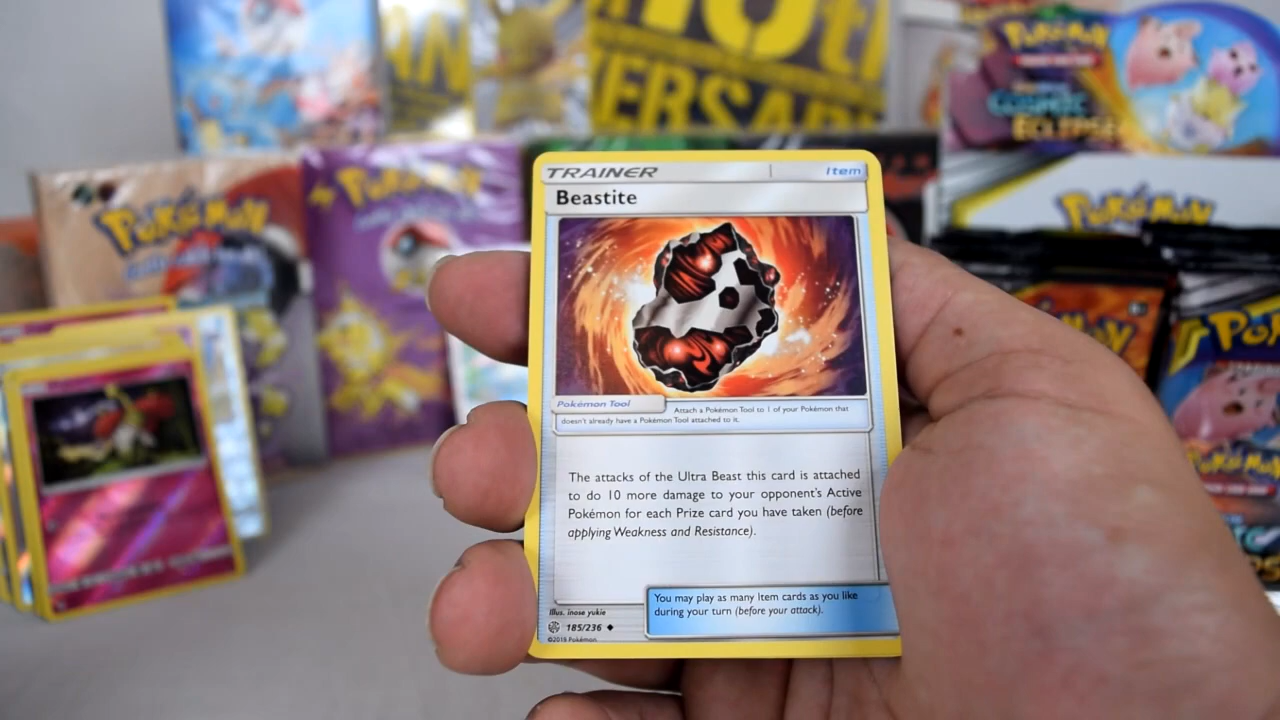 10th
ANN
ERSARY
Pokémon
COSMIC
ECLIPSE
Pokémon
Pokémon
Pokémon
TRAINER Item
Beastite
Pokémon Tool
Attach a Pokémon Tool to 1 of your Pokémon that
doesn't already have a Pokémon Tool attached to it.
The attacks of the Ultra Beast this card is attached
to do 10 more damage to your opponent's Active
Pokémon for each Prize card you have taken (before
applying Weakness and Resistance).
You may play as many Item cards as you like
during your turn (before your attack).
Illus. inose yukie
185/236
©2019 Pokémon